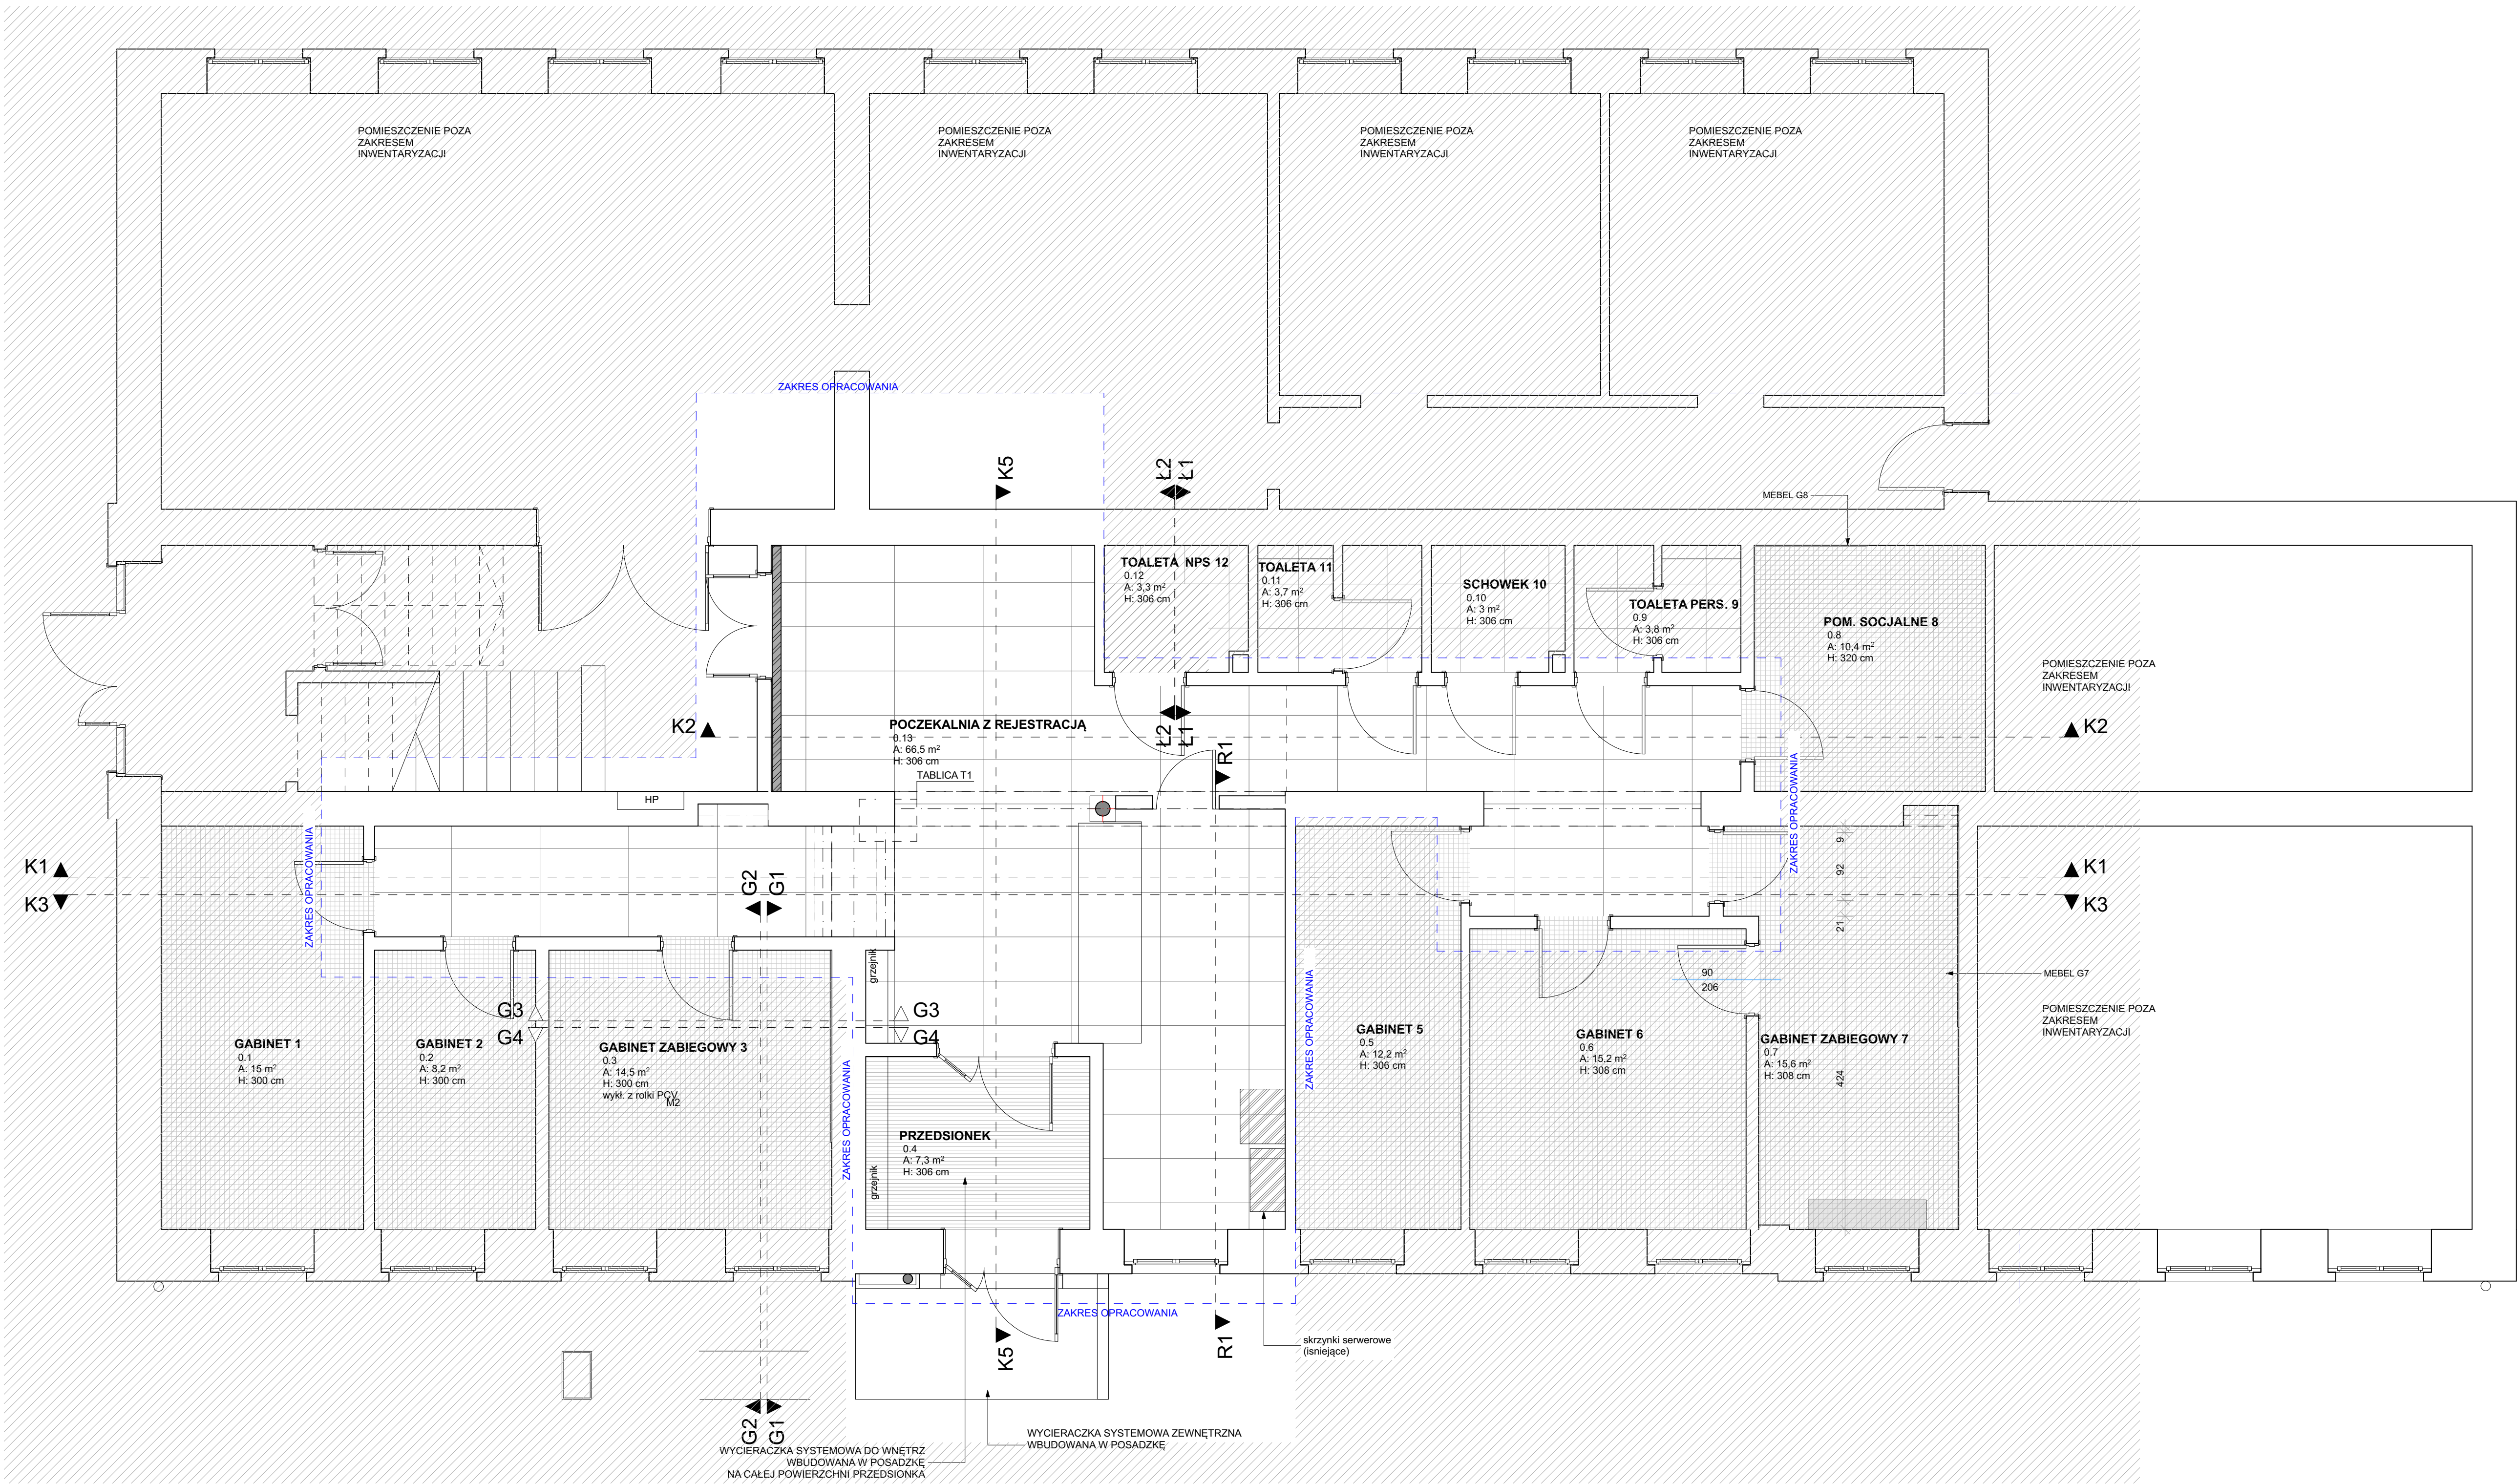 POMIESZCZENIE POZA
ZAKRESEM
INWENTARYZACJI
POMIESZCZENIE POZA
ZAKRESEM
INWENTARYZACJI
POMIESZCZENIE POZA
ZAKRESEM
INWENTARYZACJI
POMIESZCZENIE POZA
ZAKRESEM
INWENTARYZACJI
ZAKRES OPRACOWANIA
K5
Ł2
Ł1
MEBEL G8
TOALETA NPS 12
0.12
A: 3,3 m²
H: 306 cm
TOALETA 11
0.11
A: 3,7 m²
H: 306 cm
SCHOWEK 10
0.10
A: 3 m²
H: 306 cm
TOALETA PERS. 9
0.9
A: 3,8 m²
H: 306 cm
POM. SOCJALNE 8
0.8
A: 10,4 m²
H: 320 cm
POMIESZCZENIE POZA
ZAKRESEM
INWENTARYZACJI
K2
POCZEKALNIA Z REJESTRACJĄ
0.13
A: 66,5 m²
H: 306 cm
TABLICA T1
Ł2
Ł1
R1
K2
ZAKRES OPRACOWANIA
HP
ZAKRES OPRACOWANIA
K1
K3
G2
G1
9
92
21
424
K1
K3
grzejnik
90
206
MEBEL G7
G3
G4
G3
G4
ZAKRES OPRACOWANIA
GABINET 1
0.1
A: 15 m²
H: 300 cm
GABINET 2
0.2
A: 8,2 m²
H: 300 cm
GABINET ZABIEGOWY 3
0.3
A: 14,5 m²
H: 300 cm
wykł. z rolki PCV
M2
ZAKRES OPRACOWANIA
GABINET 5
0.5
A: 12,2 m²
H: 306 cm
GABINET 6
0.6
A: 15,2 m²
H: 308 cm
GABINET ZABIEGOWY 7
0.7
A: 15,6 m²
H: 308 cm
POMIESZCZENIE POZA
ZAKRESEM
INWENTARYZACJI
PRZEDSIONEK
0.4
A: 7,3 m²
H: 306 cm
grzejnik
ZAKRES OPRACOWANIA
K5
R1
skrzynki serwerowe
(isniejące)
G2
G1
WYCIERACZKA SYSTEMOWA ZEWNĘTRZNA
WBUDOWANA W POSADZKĘ
WYCIERACZKA SYSTEMOWA DO WNĘTRZ
WBUDOWANA W POSADZKĘ
NA CAŁEJ POWIERZCHNI PRZEDSIONKA